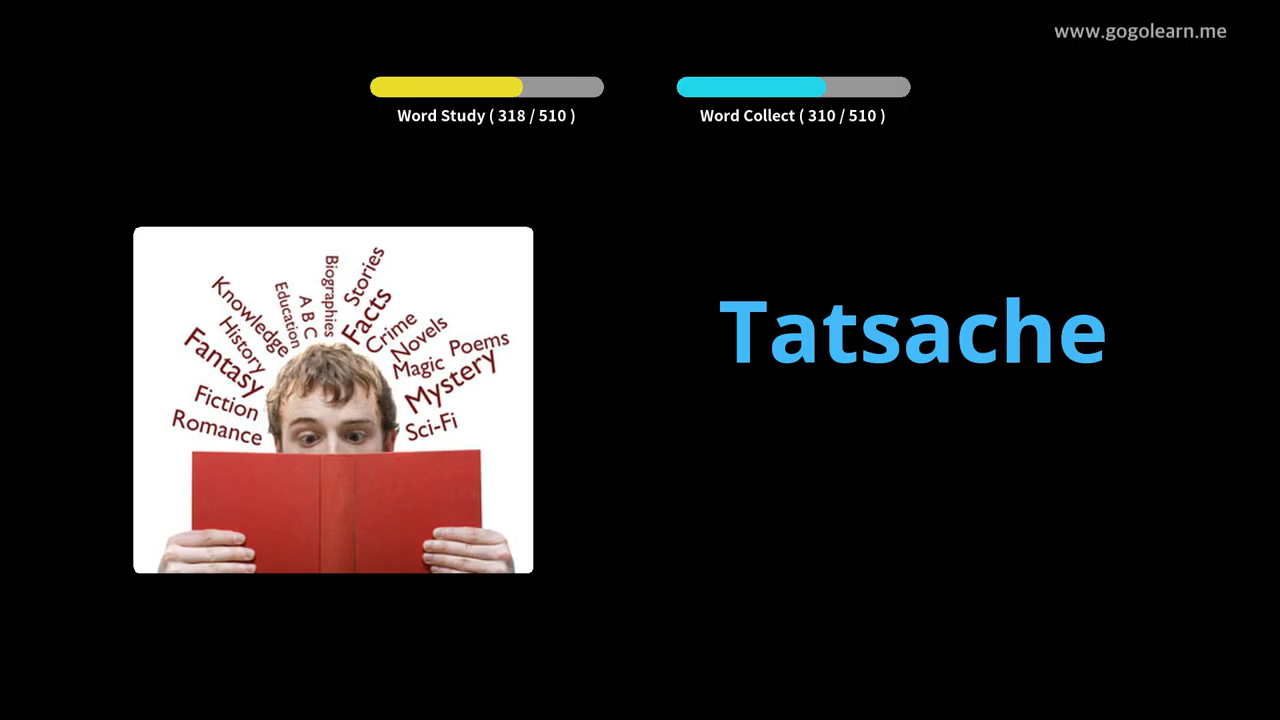 www.gogolearn.me
Word Study ( 318 / 510 )
Word Collect ( 310 / 510 )
Tatsache
Romance
Fiction
Fantasy
History
Knowledge
Education
A B C
Biographies
Stories
Facts
Crime
Novels
Magic
Poems
Mystery
Sci-Fi